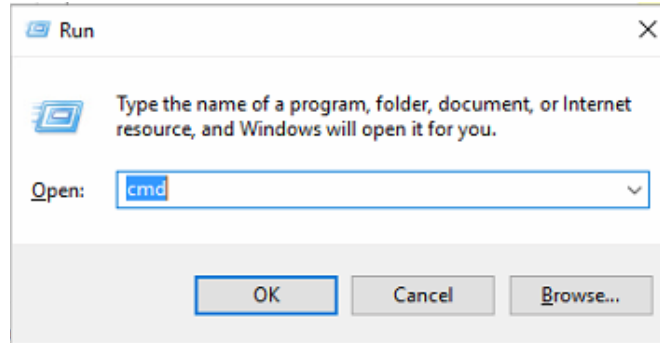 Run
Type the name of a program, folder, document, or Internet
resource, and Windows will open it for you.
Open: cmd
OK Cancel Browse...